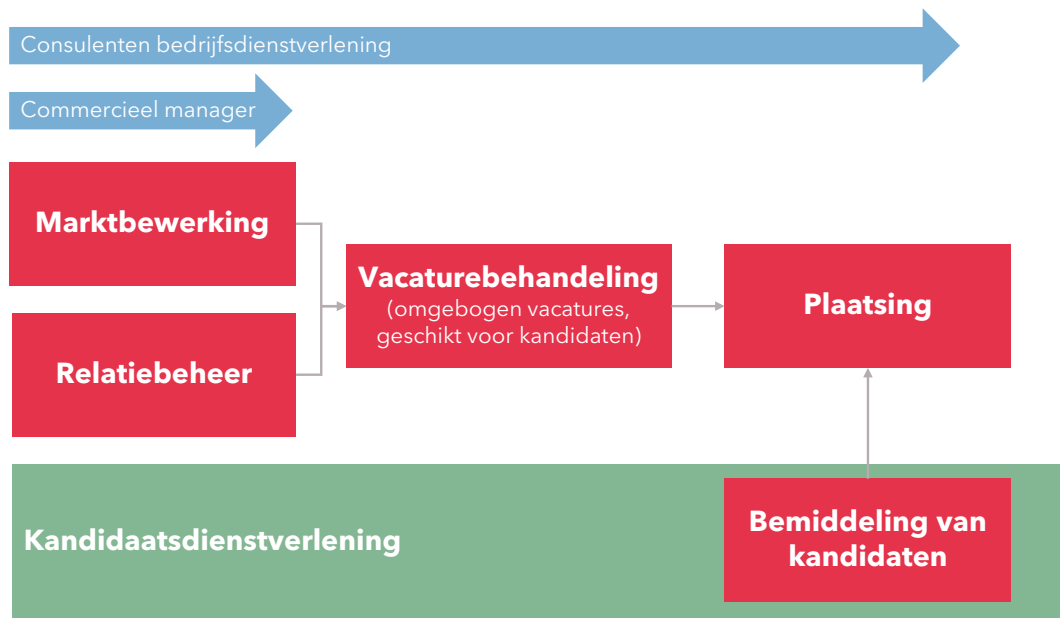 Consulenten bedrijfsdienstverlening
Commercieel manager
Marktbewerking
Relatiebeheer
Vacaturebehandeling
(omgebogen vacatures,
geschikt voor kandidaten)
Plaatsing
Kandidaatsdienstverlening
Bemiddeling van
kandidaten